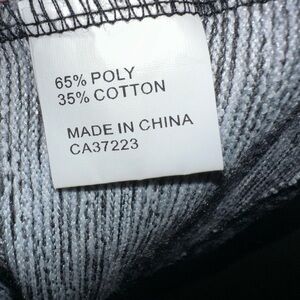 65% POLY
35% COTTON
MADE IN CHINA
CA37223